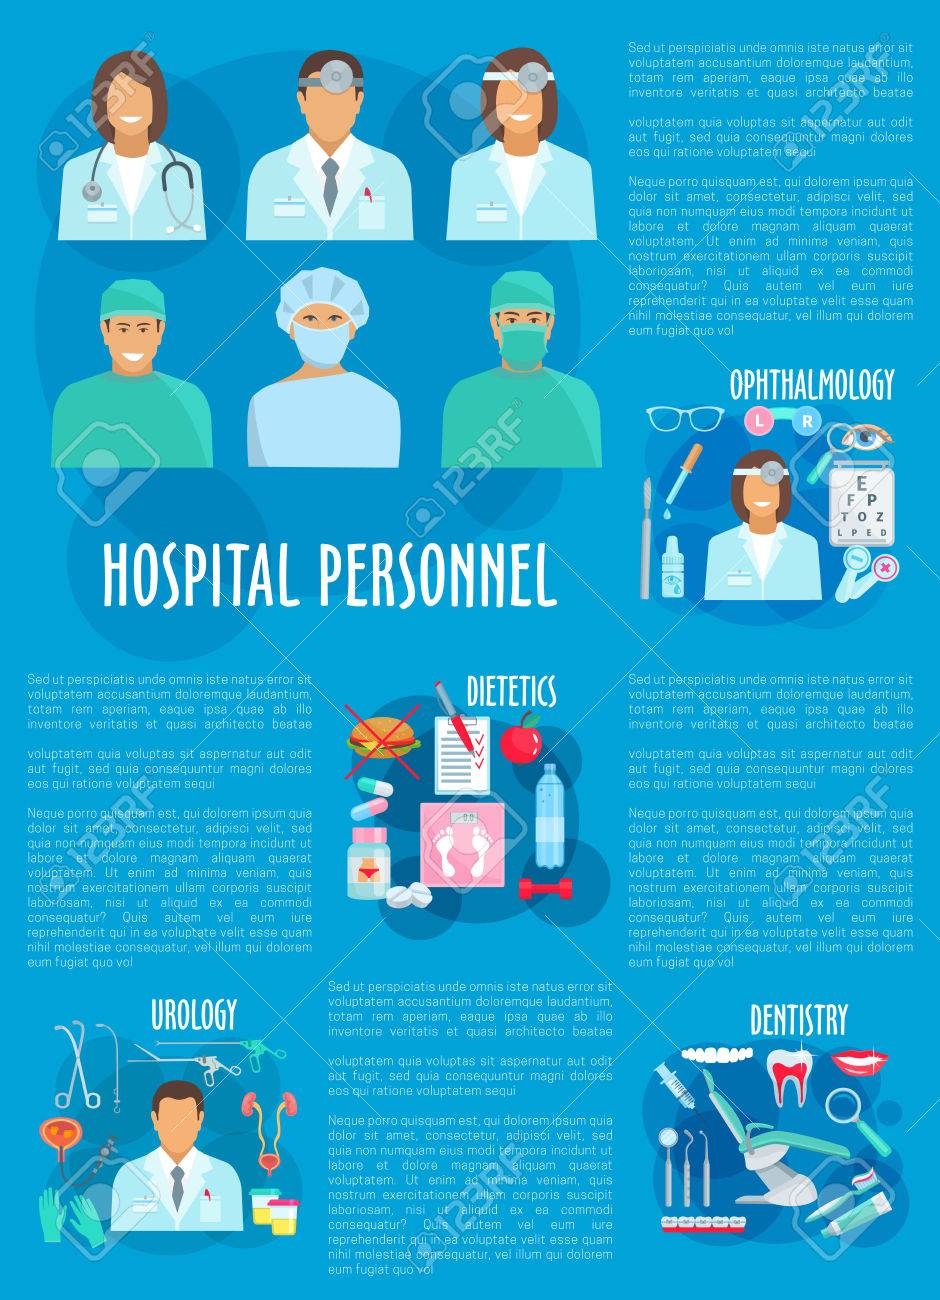 Sed ut perspiciatis unde omnis iste natus error sit
voluptatem accusantium doloremque laudantium,
totam rem aperiam, eaque ipsa quae ab illo
inventore veritatis et quasi architecto beatae
voluptatem quia voluptas sit aspernatur aut odit
aut fugit, sed quia consequuntur magni dolores
eos qui ratione voluptatem sequi
Neque porro quisquam est, qui dolorem ipsum quia
dolor sit amet, consectetur, adipisci velit, sed quia
non numquam eius modi tempora incidunt ut labore
et dolore magnam aliquam quaerat voluptatem.
voluptatem. Ut enim ad minima veniam, quis
nostrum exercitationem ullam corporis suscipit
laboriosam, nisi ut aliquid ex ea commodi
consequatur? Quis autem vel eum iure
reprehenderit qui in ea voluptate velit esse quam
nihil molestiae consequatur, vel illum qui dolorem
eum fugiat quo vol
OPHTHALMOLOGY
L R
E
F P
T O Z
L P E D
HOSPITAL PERSONNEL
Sed ut perspiciatis unde omnis iste natus error sit
voluptatem accusantium doloremque laudantium,
totam rem aperiam, eaque ipsa quae ab illo
inventore veritatis et quasi architecto beatae
voluptatem quia voluptas sit aspernatur aut odit
aut fugit, sed quia consequuntur magni dolores
eos qui ratione voluptatem sequi
Neque porro quisquam est, qui dolorem ipsum quia
dolor sit amet, consectetur, adipisci velit, sed quia
non numquam eius modi tempora incidunt ut labore
et dolore magnam aliquam quaerat voluptatem.
voluptatem. Ut enim ad minima veniam, quis
nostrum exercitationem ullam corporis suscipit
laboriosam, nisi ut aliquid ex ea commodi
consequatur? Quis autem vel eum iure
reprehenderit qui in ea voluptate velit esse quam
nihil molestiae consequatur, vel illum qui dolorem
eum fugiat quo vol
DIETETICS
0.0
Sed ut perspiciatis unde omnis iste natus error sit
voluptatem accusantium doloremque laudantium,
totam rem aperiam, eaque ipsa quae ab illo
inventore veritatis et quasi architecto beatae
voluptatem quia voluptas sit aspernatur aut odit
aut fugit, sed quia consequuntur magni dolores
eos qui ratione voluptatem sequi
Neque porro quisquam est, qui dolorem ipsum quia
dolor sit amet, consectetur, adipisci velit, sed quia
non numquam eius modi tempora incidunt ut labore
et dolore magnam aliquam quaerat voluptatem.
voluptatem. Ut enim ad minima veniam, quis
nostrum exercitationem ullam corporis suscipit
laboriosam, nisi ut aliquid ex ea commodi
consequatur? Quis autem vel eum iure
reprehenderit qui in ea voluptate velit esse quam
nihil molestiae consequatur, vel illum qui dolorem
eum fugiat quo vol
UROLOGY
Sed ut perspiciatis unde omnis iste natus error sit
voluptatem accusantium doloremque laudantium,
totam rem aperiam, eaque ipsa quae ab illo
inventore veritatis et quasi architecto beatae
voluptatem quia voluptas sit aspernatur aut odit
aut fugit, sed quia consequuntur magni dolores
eos qui ratione voluptatem sequi
Neque porro quisquam est, qui dolorem ipsum quia
dolor sit amet, consectetur, adipisci velit, sed quia
non numquam eius modi tempora incidunt ut labore
et dolore magnam aliquam quaerat voluptatem.
voluptatem. Ut enim ad minima veniam, quis
nostrum exercitationem ullam corporis suscipit
laboriosam, nisi ut aliquid ex ea commodi
consequatur? Quis autem vel eum iure
reprehenderit qui in ea voluptate velit esse quam
nihil molestiae consequatur, vel illum qui dolorem
eum fugiat quo vol
DENTISTRY
123RF